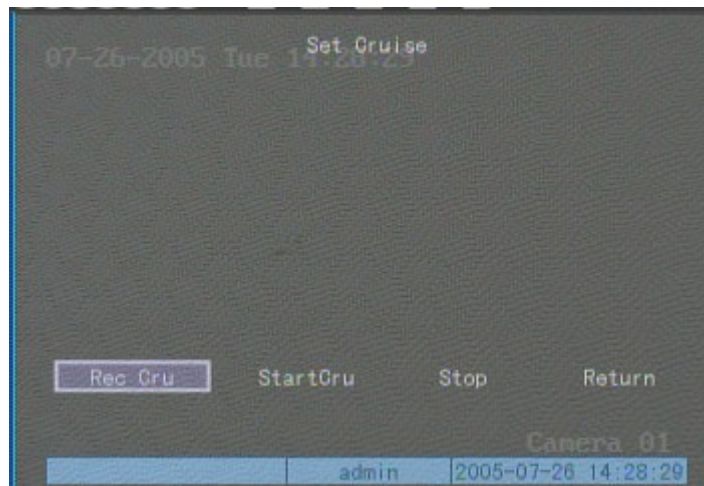 Set Cruise
07-26-2005 Tue 14:28:29
Rec Cru StartCru Stop Return
Camera 01
admin 2005-07-26 14:28:29